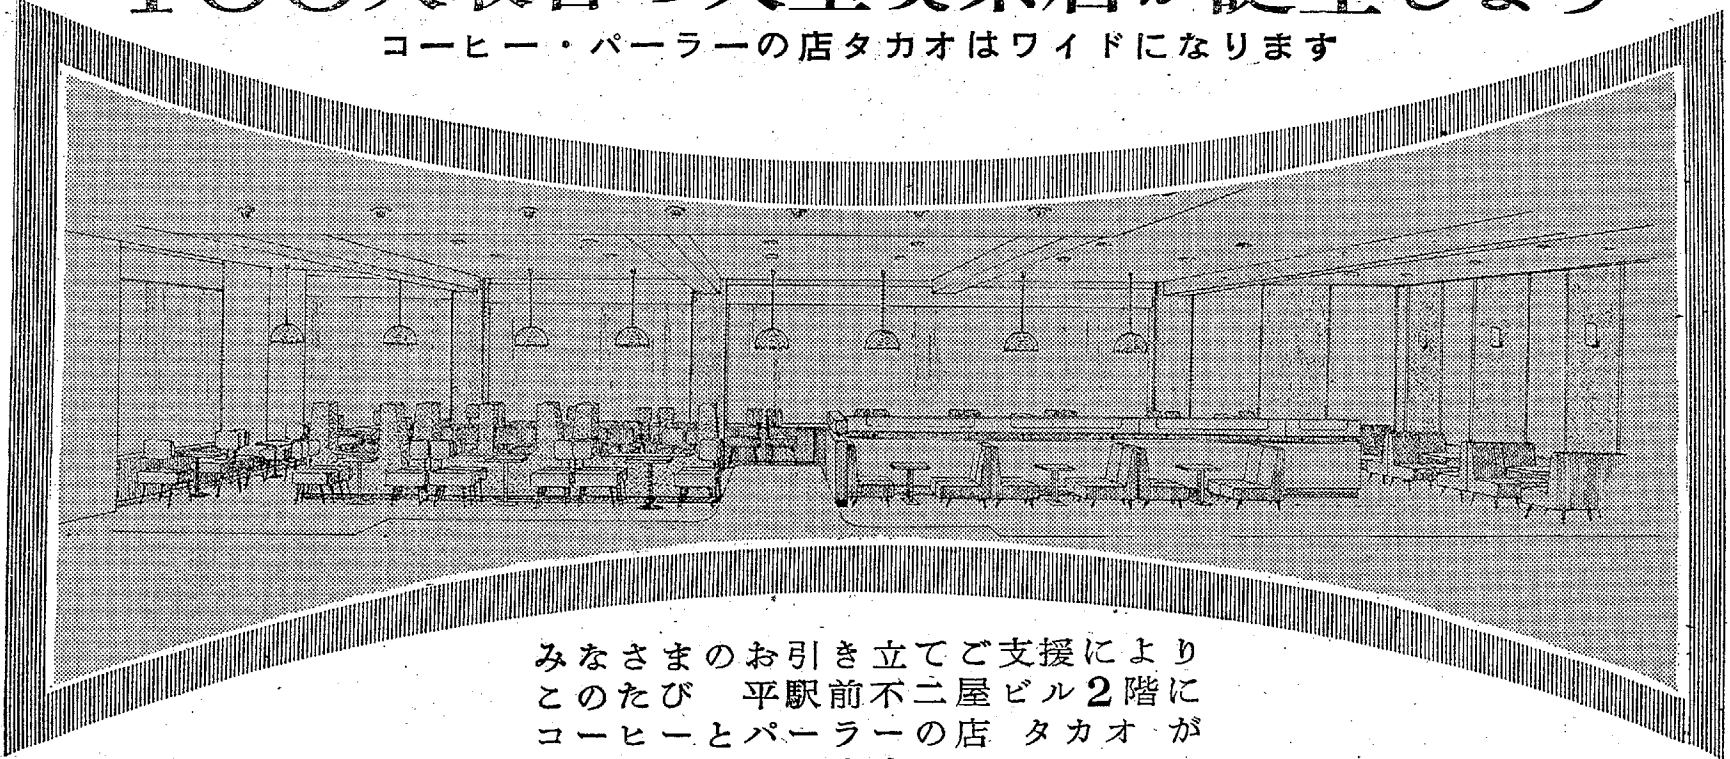 コーヒー・パーラーの店タカオはワイドになります
みなさまのお引き立てご支援により
このたび 平駅前不二屋ビル2階に
コーヒーとパーラーの店 タカオ が